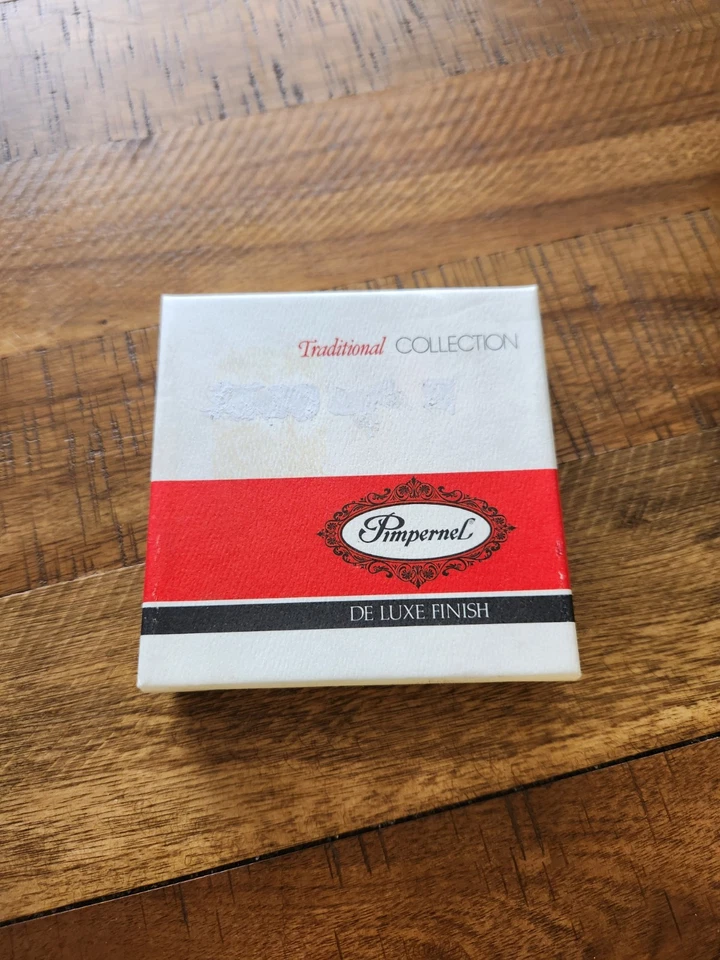 Traditional COLLECTION
Pimpernel
DE LUXE FINISH